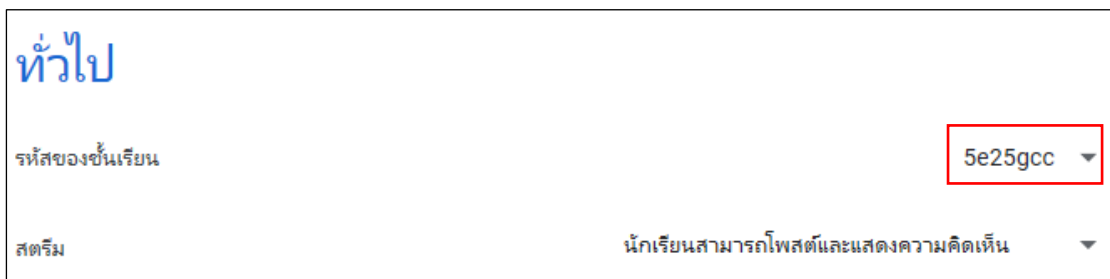 ทั่วไป
รหัสของชั้นเรียน 5e25gcc
สตรีม นักเรียนสามารถโพสต์และแสดงความคิดเห็น